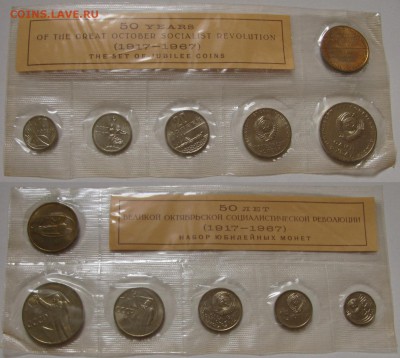 COINS.LAVE.RU
50 YEARS
OF THE GREAT OCTOBER SOCIALIST REVOLUTION
(1917-1967)
THE SET OF JUBILEE COINS
50 ЛЕТ
ВЕЛИКОЙ ОКТЯБРЬСКОЙ СОЦИАЛИСТИЧЕСКОЙ РЕВОЛЮЦИИ
(1917-1967)
НАБОР ЮБИЛЕЙНЫХ МОНЕТ